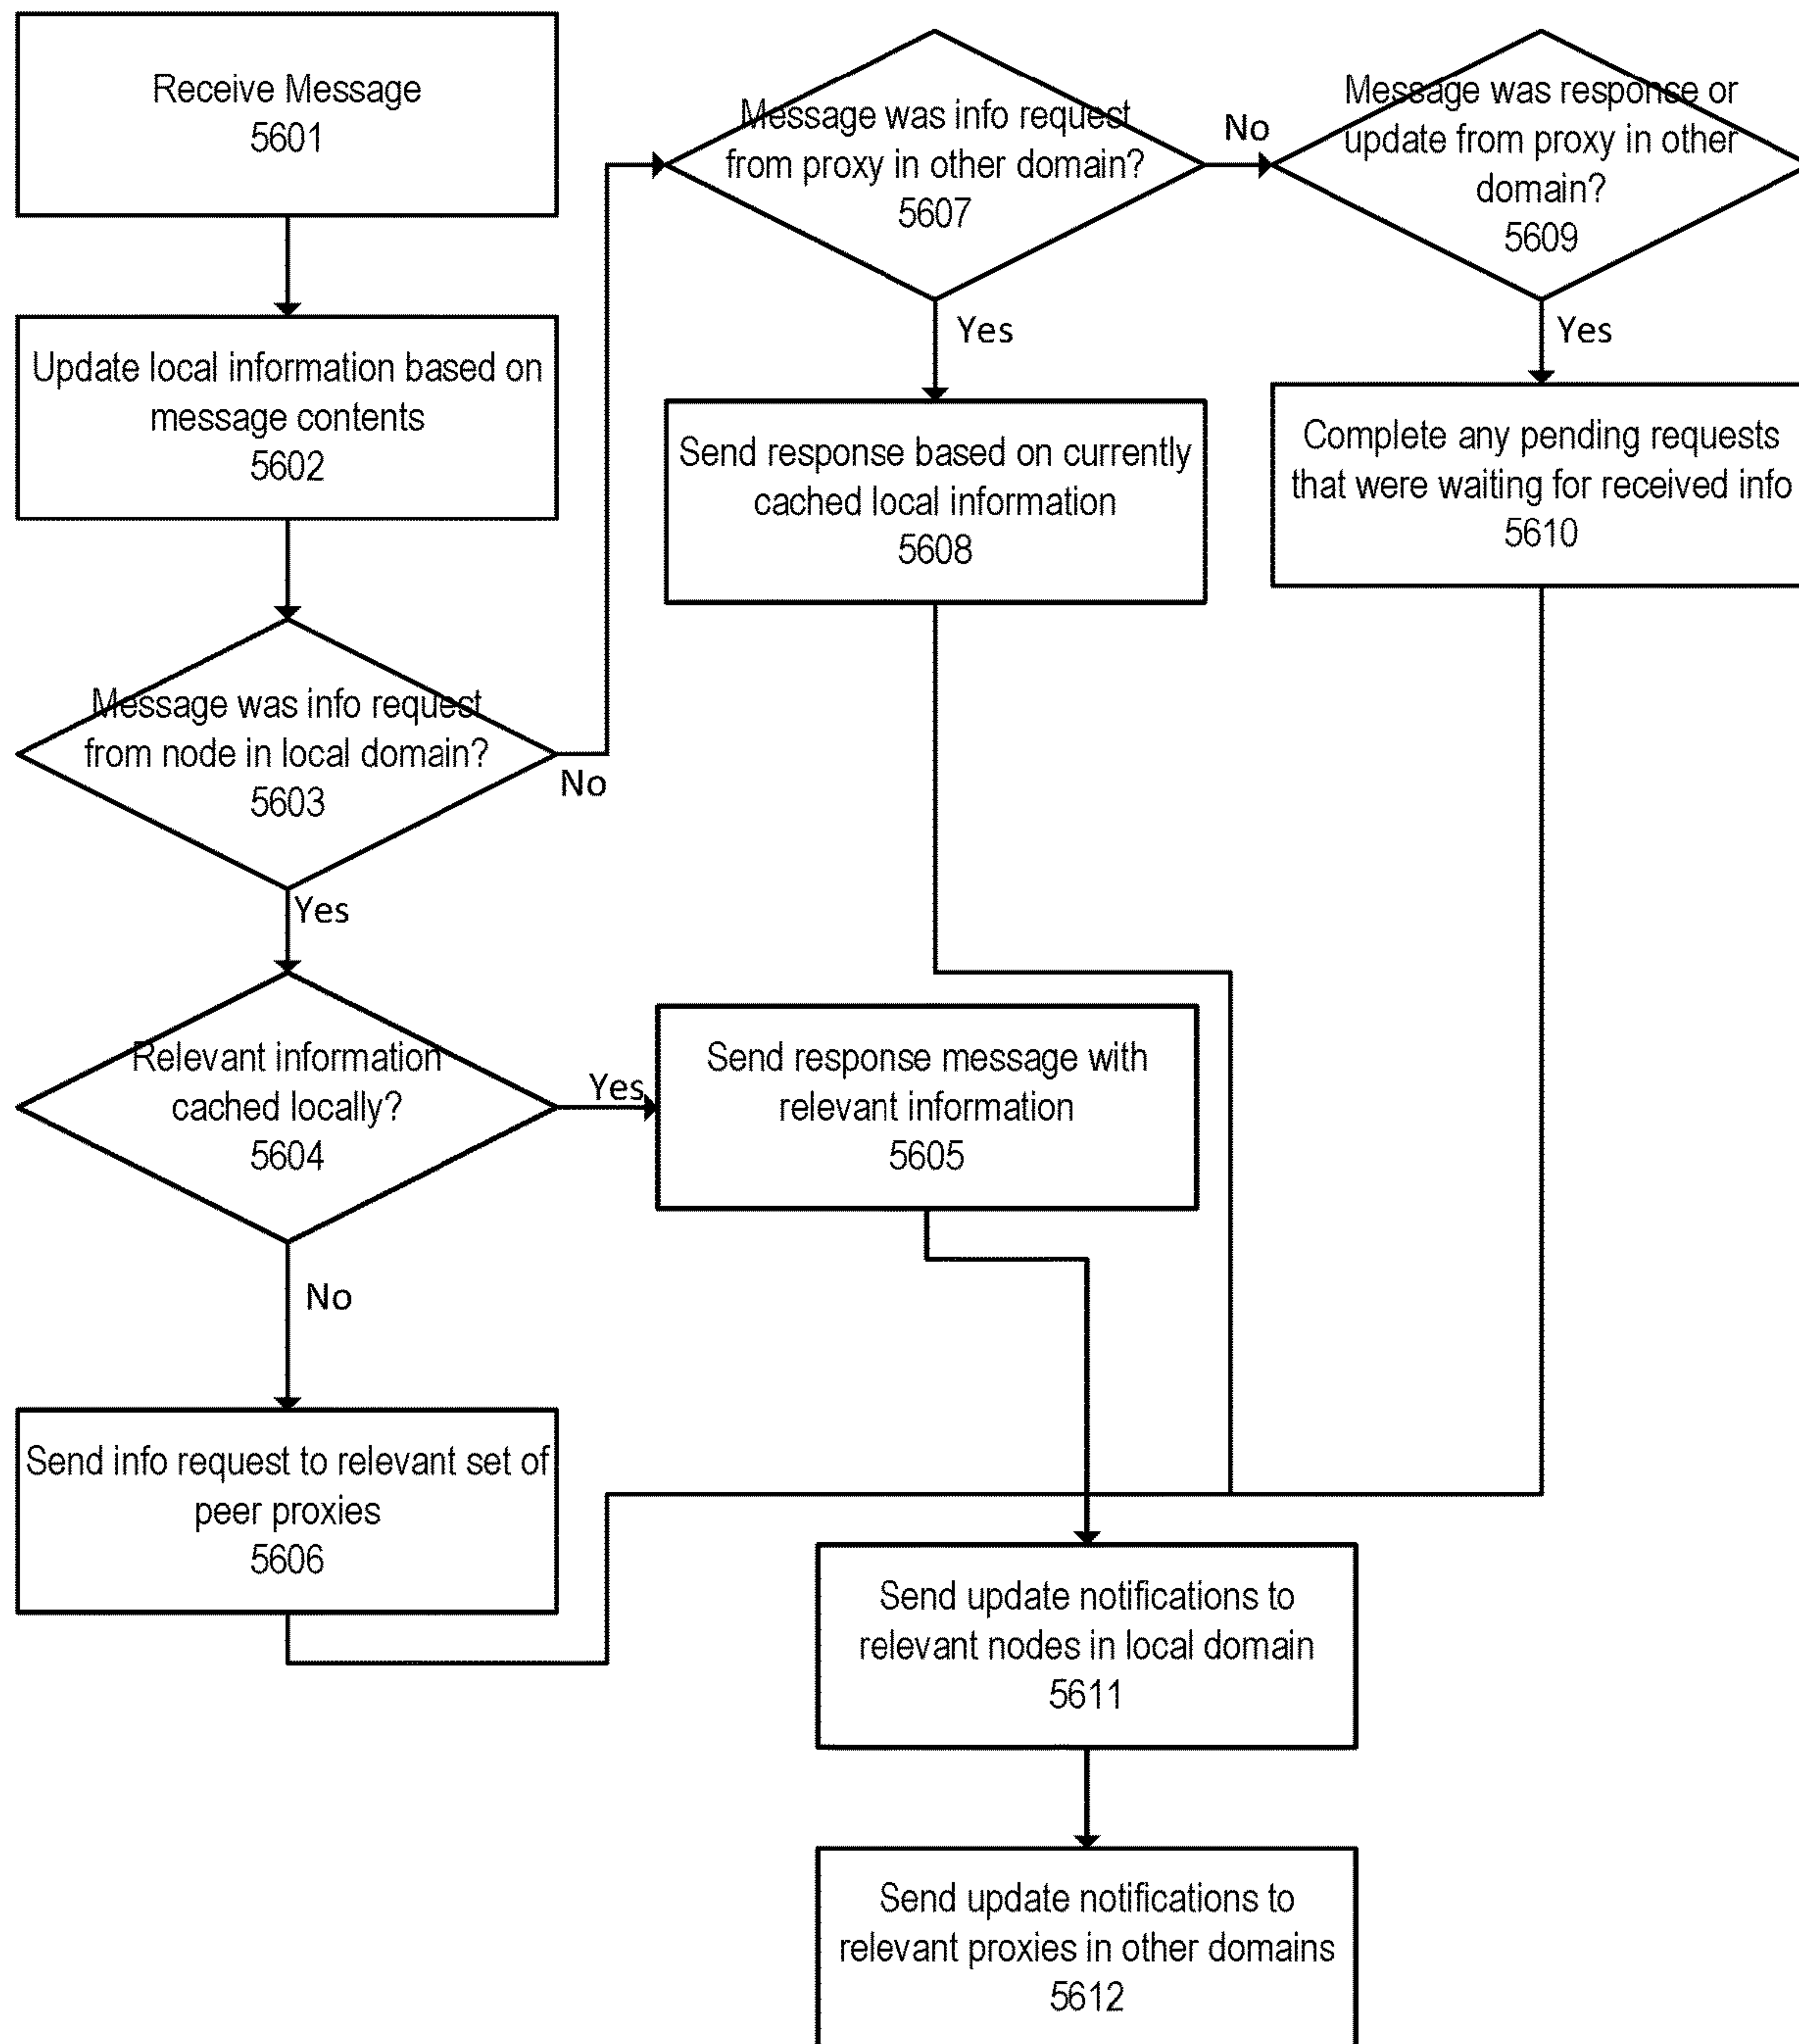 Receive Message
5601
Update local information based on
message contents
5602
Message was info request
from node in local domain?
5603
No
Yes
Relevant information
cached locally?
5604
Yes
No
Send response message with
relevant information
5605
Send info request to relevant set of
peer proxies
5606
Message was info request
from proxy in other domain?
5607
No
Yes
Send response based on currently
cached local information
5608
Message was response or
update from proxy in other
domain?
5609
Yes
Complete any pending requests
that were waiting for received info
5610
Send update notifications to
relevant nodes in local domain
5611
Send update notifications to
relevant proxies in other domains
5612